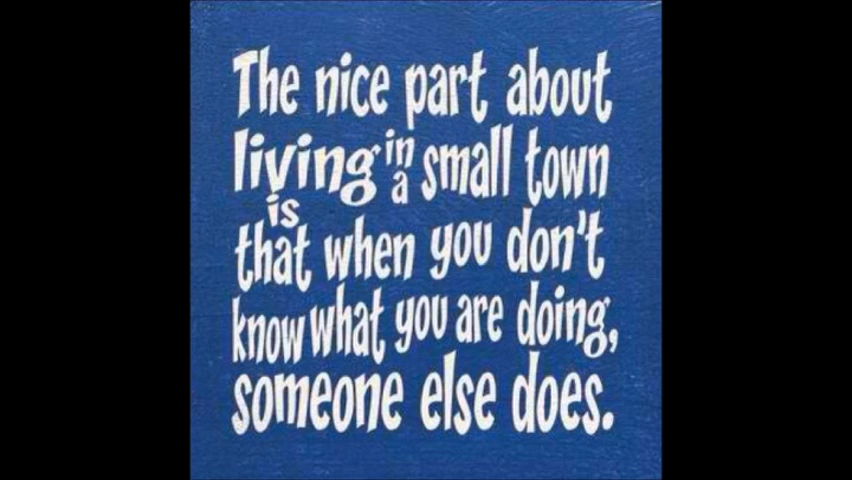 The nice part about
living in a small town
is
that when you don't
know what you are doing,
someone else does.